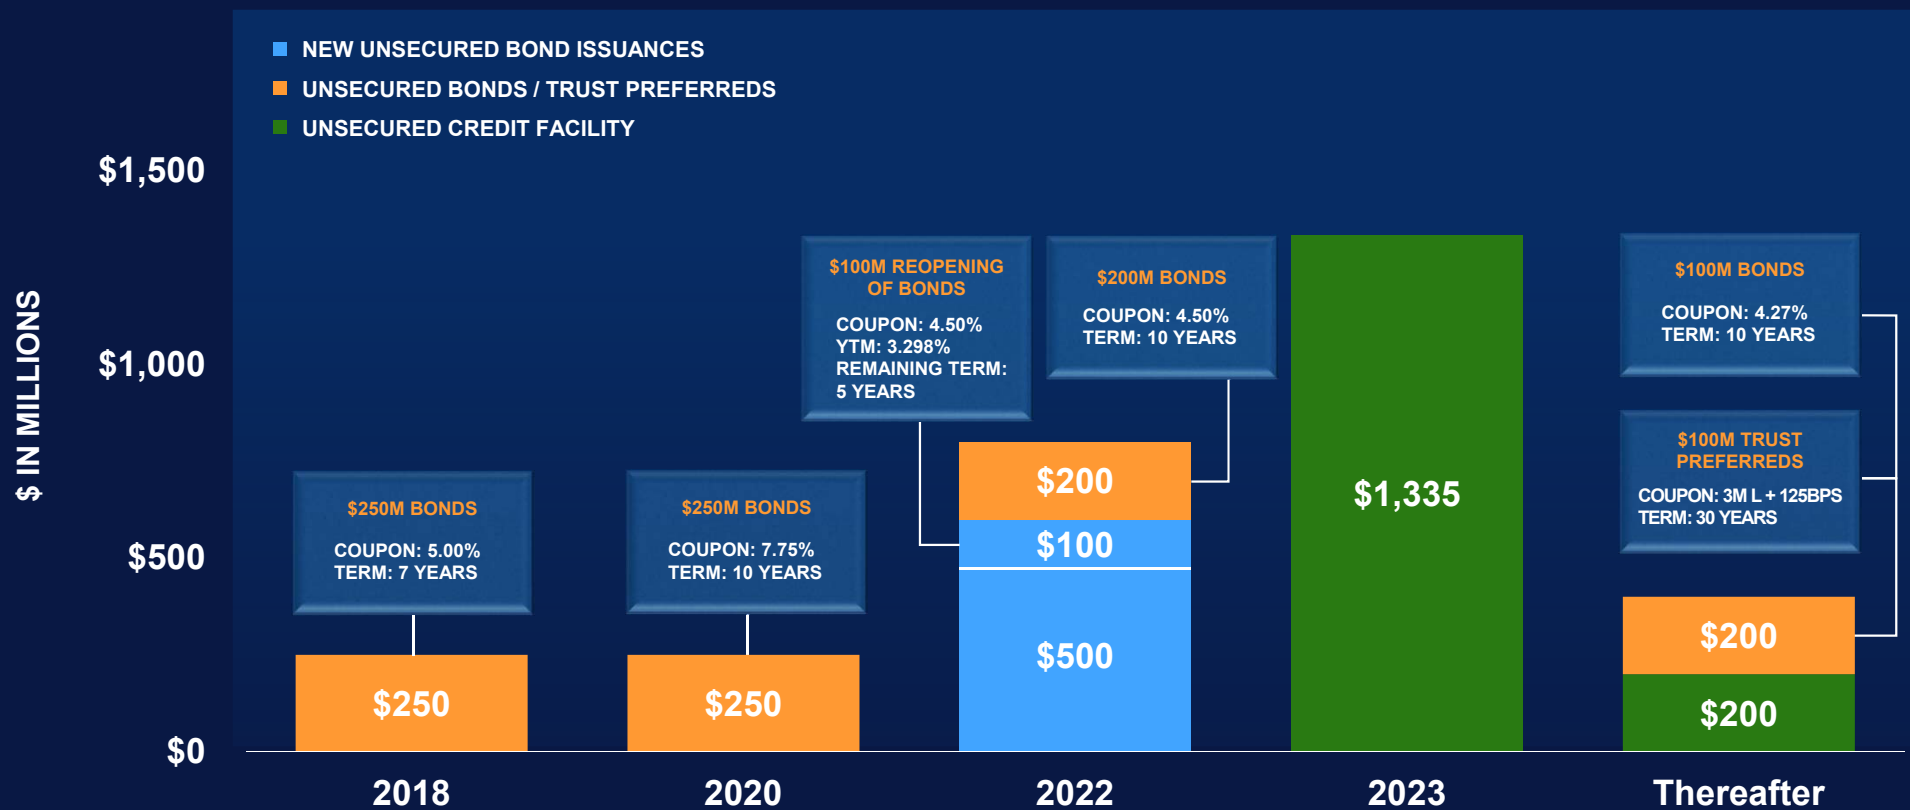 NEW UNSECURED BOND ISSUANCES
UNSECURED BONDS / TRUST PREFERREDS
UNSECURED CREDIT FACILITY
$ IN MILLIONS
$1,500
$1,000
$500
$0
$250M BONDS
COUPON: 5.00%
TERM: 7 YEARS
$250
$250M BONDS
COUPON: 7.75%
TERM: 10 YEARS
$250
$100M REOPENING
OF BONDS
COUPON: 4.50%
YTM: 3.298%
REMAINING TERM:
5 YEARS
$200M BONDS
COUPON: 4.50%
TERM: 10 YEARS
$200
$100
$500
$1,335
$100M BONDS
COUPON: 4.27%
TERM: 10 YEARS
$100M TRUST
PREFERREDS
COUPON: 3M L + 125BPS
TERM: 30 YEARS
$200
$200
2018
2020
2022
2023
Thereafter